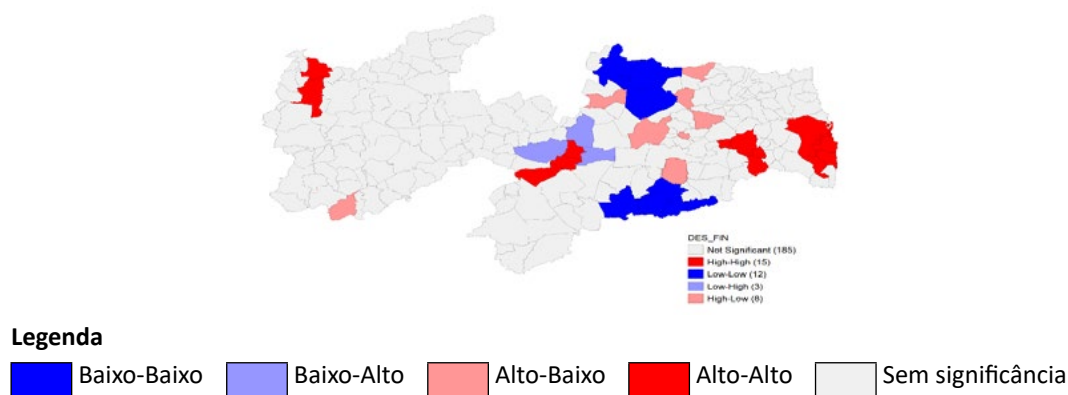 DES_FIN
Not Significant (185)
High-High (15)
Low-Low (12)
Low-High (3)
High-Low (8)
Legenda
Baixo-Baixo Baixo-Alto Alto-Baixo Alto-Alto Sem significância